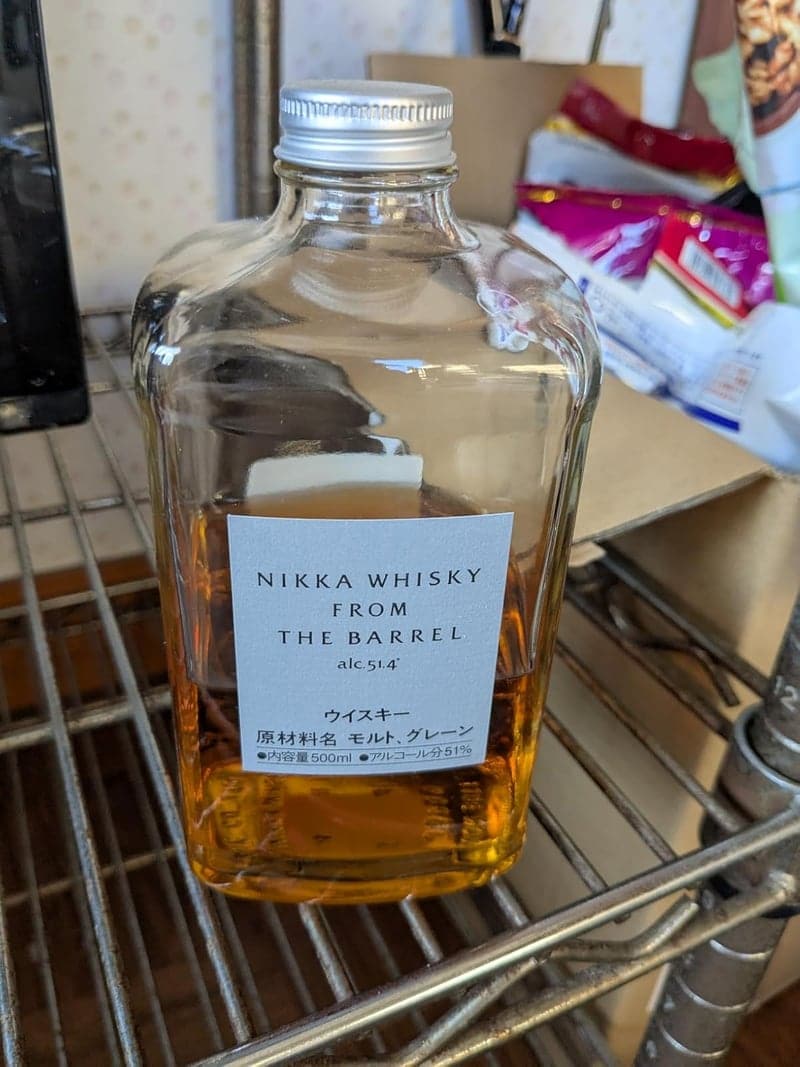 NIKKA WHISKY
FROM
THE BARREL
alc.51.4°
ウイスキー
原材料名 モルト、グレーン
●内容量500ml ●アルコール分51%
12